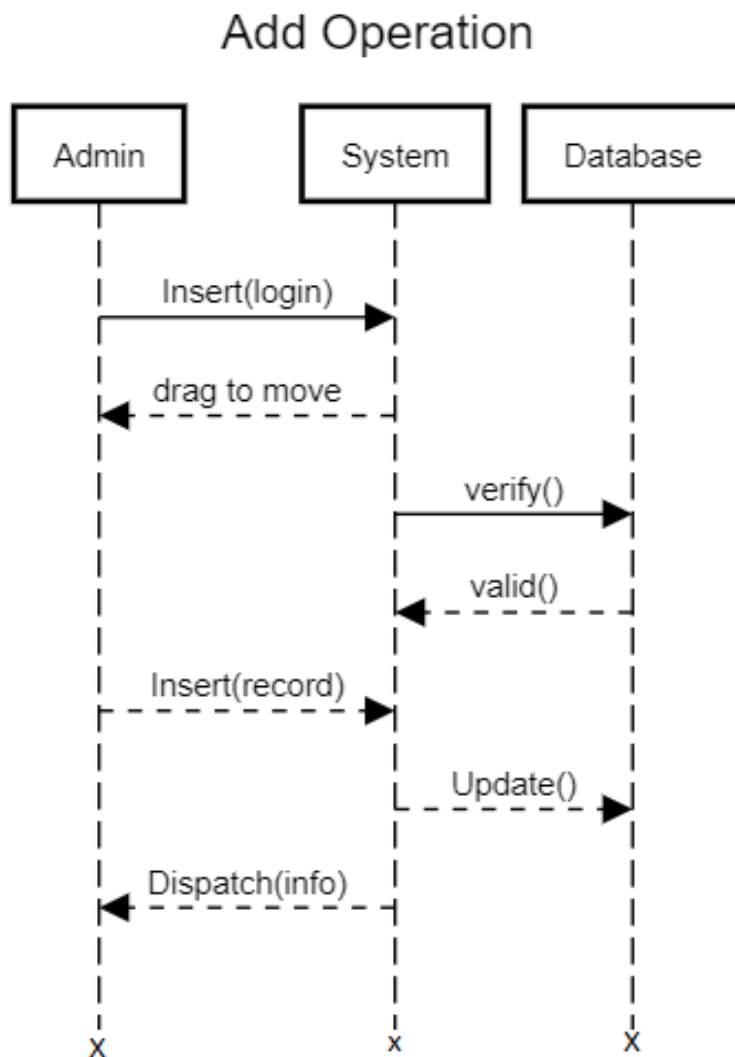 Add Operation
Admin
System
Database
Insert(login)
drag to move
verify()
valid()
Insert(record)
Update()
Dispatch(info)
x
x
x